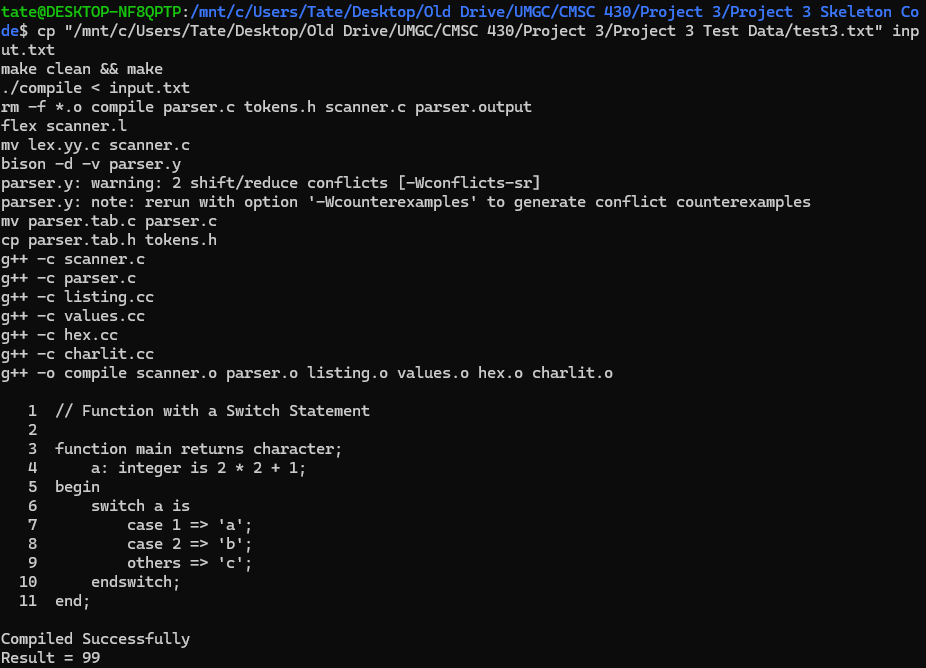 tate@DESKTOP-NF8QPTP:/mnt/c/Users/Tate/Desktop/Old Drive/UMGC/CMSC 430/Project 3/Project 3 Skeleton Co
de$ cp "/mnt/c/Users/Tate/Desktop/Old Drive/UMGC/CMSC 430/Project 3/Project 3 Test Data/test3.txt" inp
ut.txt
make clean && make
./compile < input.txt
rm -f *.o compile parser.c tokens.h scanner.c parser.output
flex scanner.l
mv lex.yy.c scanner.c
bison -d -v parser.y
parser.y: warning: 2 shift/reduce conflicts [-Wconflicts-sr]
parser.y: note: rerun with option '-Wcounterexamples' to generate conflict counterexamples
mv parser.tab.c parser.c
cp parser.tab.h tokens.h
g++ -c scanner.c
g++ -c parser.c
g++ -c listing.cc
g++ -c values.cc
g++ -c hex.cc
g++ -c charlit.cc
g++ -o compile scanner.o parser.o listing.o values.o hex.o charlit.o

   1  // Function with a Switch Statement
   2
   3  function main returns character;
   4      a: integer is 2 * 2 + 1;
   5  begin
   6      switch a is
   7          case 1 => 'a';
   8          case 2 => 'b';
   9          others => 'c';
  10      endswitch;
  11  end;

Compiled Successfully
Result = 99